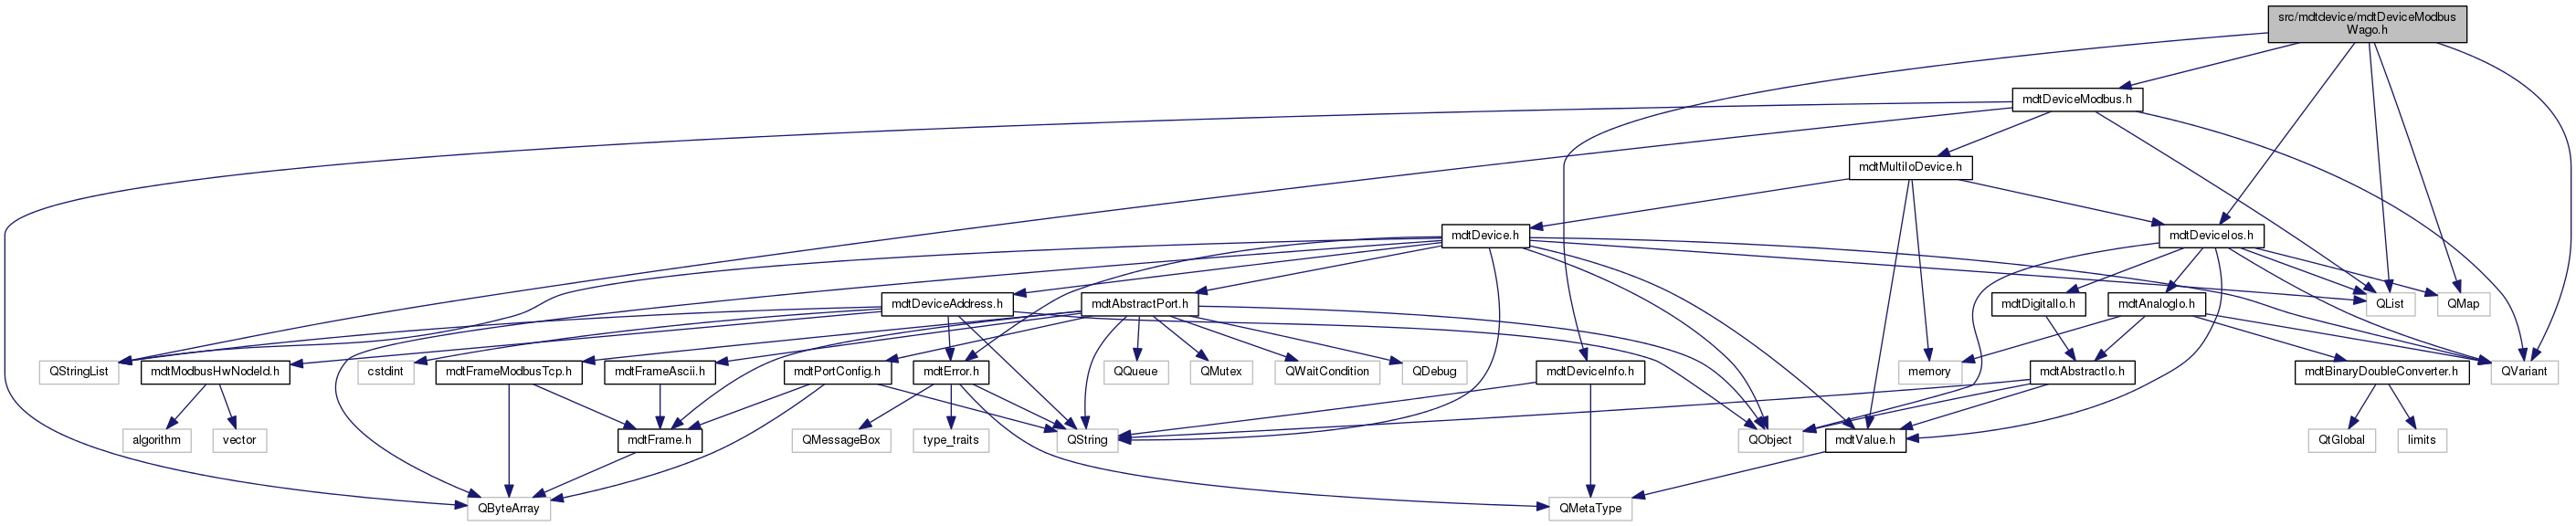 src/mdtdevice/mdtDeviceModbus
Wago.h
mdtDeviceModbus.h
mdtMultiIoDevice.h
mdtDevice.h
mdtDeviceIos.h
mdtDeviceAddress.h
mdtAbstractPort.h
mdtDigitalIo.h
mdtAnalogIo.h
QList
QMap
QStringList
mdtModbusHwNodeId.h
cstdint
mdtFrameModbusTcp.h
mdtFrameAscii.h
mdtPortConfig.h
mdtError.h
QQueue
QMutex
QWaitCondition
QDebug
mdtDeviceInfo.h
memory
mdtAbstractIo.h
mdtBinaryDoubleConverter.h
QVariant
algorithm
vector
mdtFrame.h
QMessageBox
type_traits
QString
QObject
mdtValue.h
QtGlobal
limits
QByteArray
QMetaType